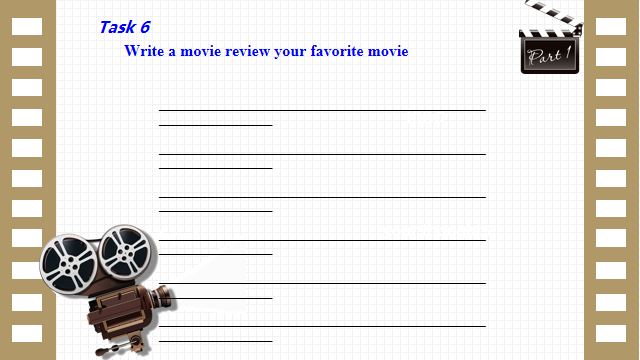 Task 6
Write a movie review your favorite movie
Part 1